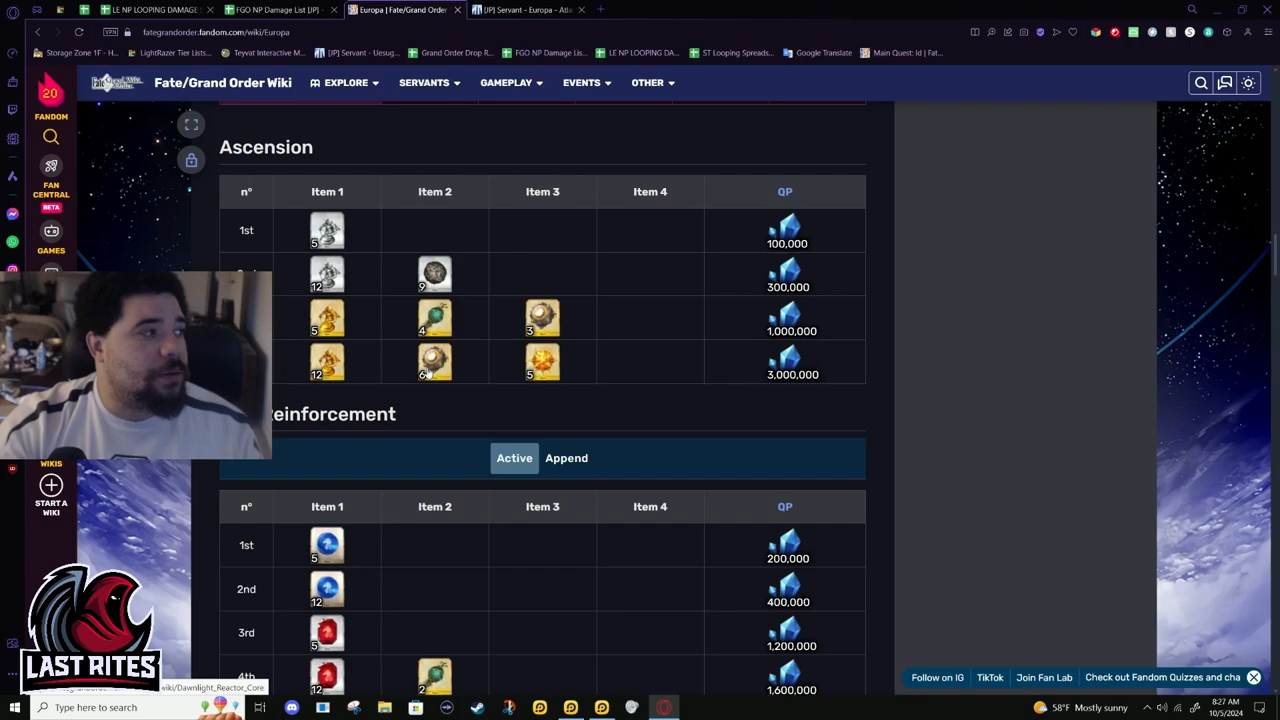 LE NP LOOPING DAMAGE
FGO NP Damage List [JP] -
Europa | Fate/Grand Order
[JP] Servant - Europa - Atla
VPN
fategrandorder.fandom.com/wiki/Europa
Storage Zone 1F - H...
LightRazer Tier Lists...
Teyvat Interactive M...
[JP] Servant - Uesug...
Grand Order Drop R...
FGO NP Damage Lis...
LE NP LOOPING DA...
ST Looping Spreads...
Google Translate
Main Quest: Id | Fat...
20
FANDOM
FAN
CENTRAL
BETA
GAMES
WIKIS
START A
WIKI
Fate/Grand Order Wiki
EXPLORE
SERVANTS
GAMEPLAY
EVENTS
OTHER
Ascension
n° Item 1 Item 2 Item 3 Item 4 QP
1st 5 100,000
12 9 300,000
5 4 3 1,000,000
12 6 5 3,000,000
einforcement
Active Append
n° Item 1 Item 2 Item 3 Item 4 QP
1st 5 200,000
2nd 12 400,000
3rd 5 1,200,000
12
LAST RITES
wiki/Dawnlight_Reactor_Core
Follow on IG TikTok Join Fan Lab Check out Fandom Quizzes and cha
Type here to search
58°F Mostly sunny
8:27 AM
10/5/2024